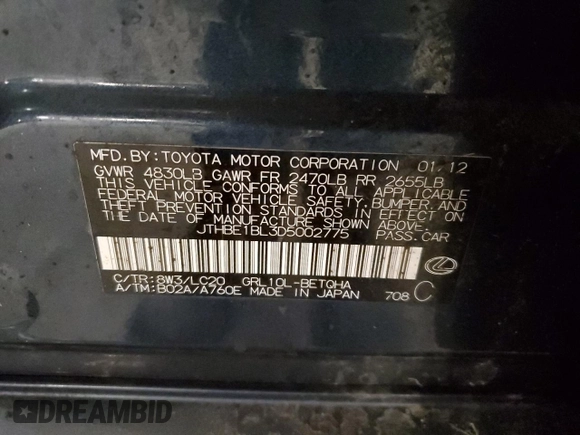 MFD. BY: TOYOTA MOTOR CORPORATION 01.12
GVWR 4830LB GAWR FR 2470LB RR 2655LB
THIS VEHICLE CONFORMS TO ALL APPLICABLE
FEDERAL MOTOR VEHICLE SAFETY, BUMPER, AND
THEFT PREVENTION STANDARDS IN EFFECT ON
THE DATE OF MANUFACTURE SHOWN ABOVE.
JTHBE1BL3D5002775 PASS.CAR
C/TR: 8W3/LC20 GRL10L-BETQHA
A/TM: B02A/A760E MADE IN JAPAN 708 C
DREAMBID